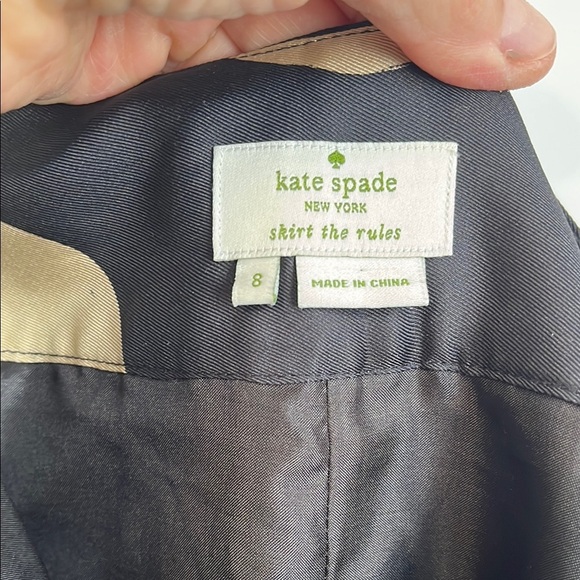 kate spade
NEW YORK
skirt the rules
8
MADE IN CHINA